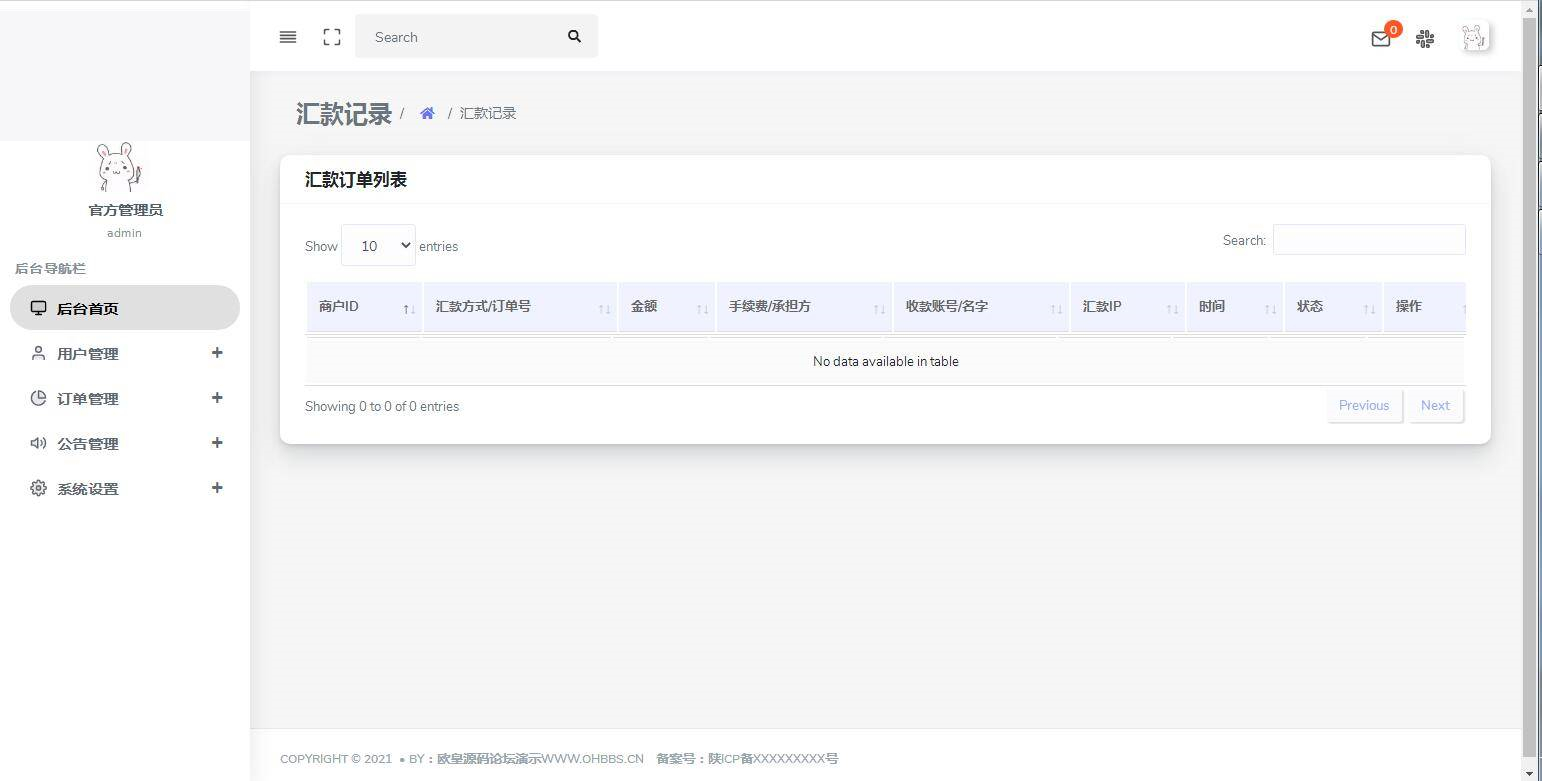 Search
0
官方管理员
admin
后台导航栏
后台首页
用户管理
订单管理
公告管理
系统设置
汇款记录 / / 汇款记录
汇款订单列表
Show 10 entries
Search:
商户ID 汇款方式/订单号 金额 手续费/承担方 收款账号/名字 汇款IP 时间 状态 操作
No data available in table
Showing 0 to 0 of 0 entries
Previous Next
COPYRIGHT © 2021 • BY：欧皇源码论坛演示WWW.OHBBS.CN 备案号：陕ICP备XXXXXXXXX号